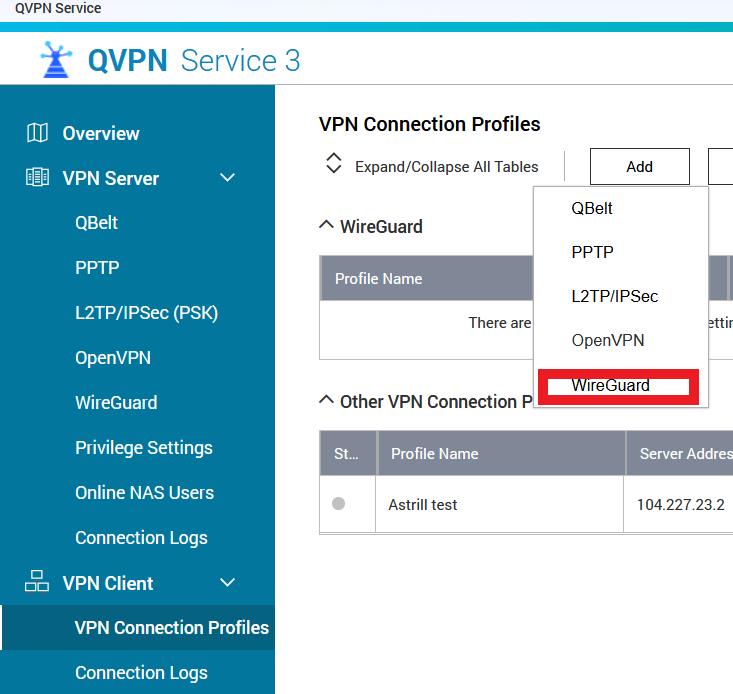 QVPN Service
QVPN Service 3
Overview
VPN Server
QBelt
PPTP
L2TP/IPSec (PSK)
OpenVPN
WireGuard
Privilege Settings
Online NAS Users
Connection Logs
VPN Client
VPN Connection Profiles
Connection Logs
VPN Connection Profiles
Expand/Collapse All Tables
Add
QBelt
PPTP
L2TP/IPSec
OpenVPN
WireGuard
WireGuard
Profile Name
There are
Other VPN Connection P
St... Profile Name Server Addres
Astrill test 104.227.23.2